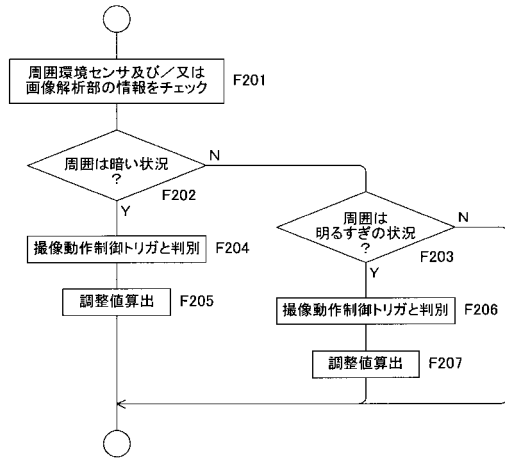 周囲環境センサ及び／又は
画像解析部の情報をチェック
F201
周囲は暗い状況
?
N
F202
Y
周囲は
明るすぎの状況
?
N
F203
Y
撮像動作制御トリガと判別
F204
調整値算出
F205
撮像動作制御トリガと判別
F206
調整値算出
F207